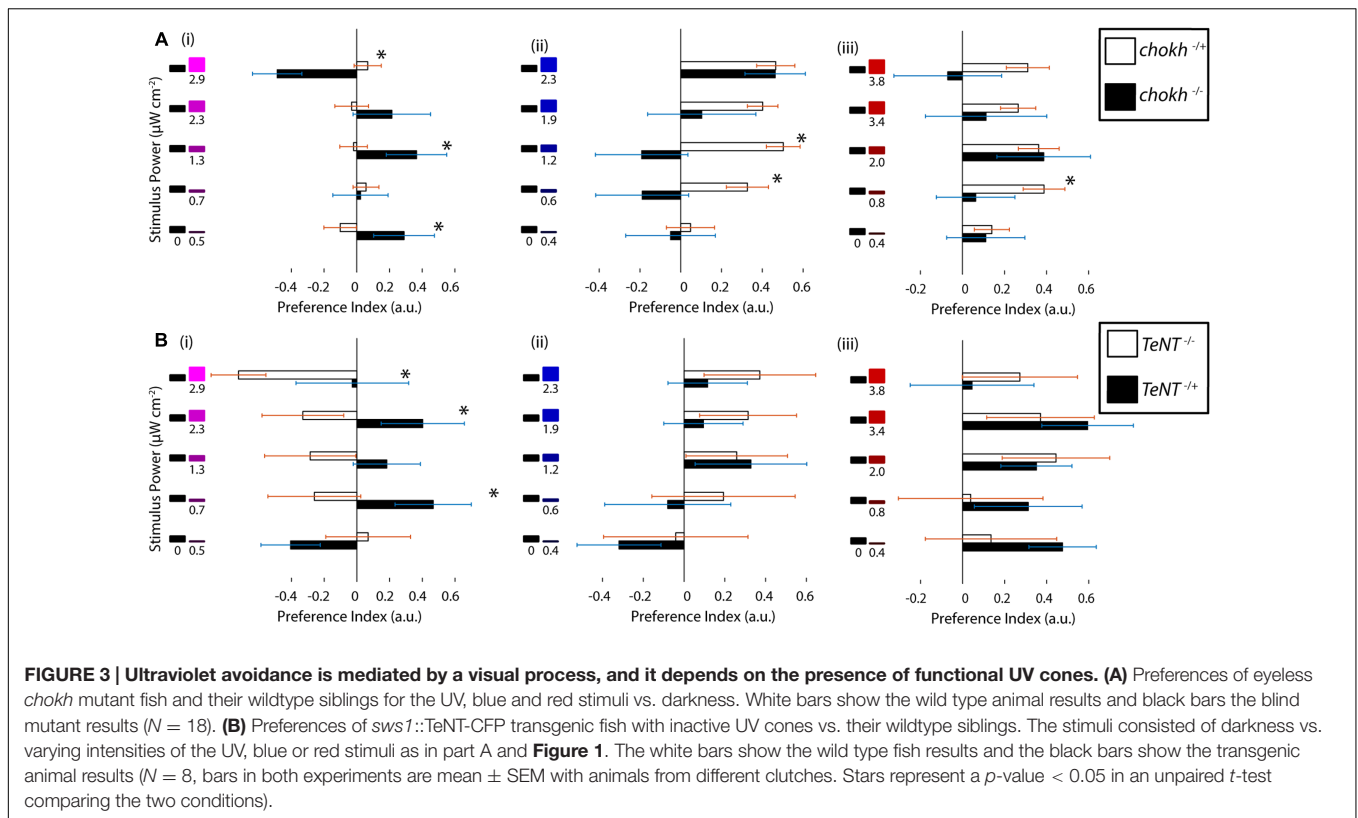 A (i) (ii) (iii)
chokh -/+
chokh -/-
Stimulus Power (µW cm-2)
2.9
2.3
1.3
0.7
0 0.5
*
*
*
-0.4 -0.2 0 0.2 0.4 0.6
Preference Index (a.u.)
2.3
1.9
1.2
0.6
0 0.4
*
*
-0.4 -0.2 0 0.2 0.4 0.6
Preference Index (a.u.)
3.8
3.4
2.0
0.8
0 0.4
*
-0.2 0 0.2 0.4 0.6
Preference Index (a.u.)
B (i) (ii) (iii)
TeNT -/-
TeNT -/+
Stimulus Power (µW cm-2)
2.9
2.3
1.3
0.7
0 0.5
*
*
*
-0.4 -0.2 0 0.2 0.4 0.6
Preference Index (a.u.)
2.3
1.9
1.2
0.6
0 0.4
-0.4 -0.2 0 0.2 0.4 0.6
Preference Index (a.u.)
3.8
3.4
2.0
0.8
0 0.4
-0.2 0 0.2 0.4 0.6
Preference Index (a.u.)
FIGURE 3 | Ultraviolet avoidance is mediated by a visual process, and it depends on the presence of functional UV cones. (A) Preferences of eyeless
chokh mutant fish and their wildtype siblings for the UV, blue and red stimuli vs. darkness. White bars show the wild type animal results and black bars the blind
mutant results (N = 18). (B) Preferences of sws1::TeNT-CFP transgenic fish with inactive UV cones vs. their wildtype siblings. The stimuli consisted of darkness vs.
varying intensities of the UV, blue or red stimuli as in part A and Figure 1. The white bars show the wild type fish results and the black bars show the transgenic
animal results (N = 8, bars in both experiments are mean ± SEM with animals from different clutches. Stars represent a p-value < 0.05 in an unpaired t-test
comparing the two conditions).